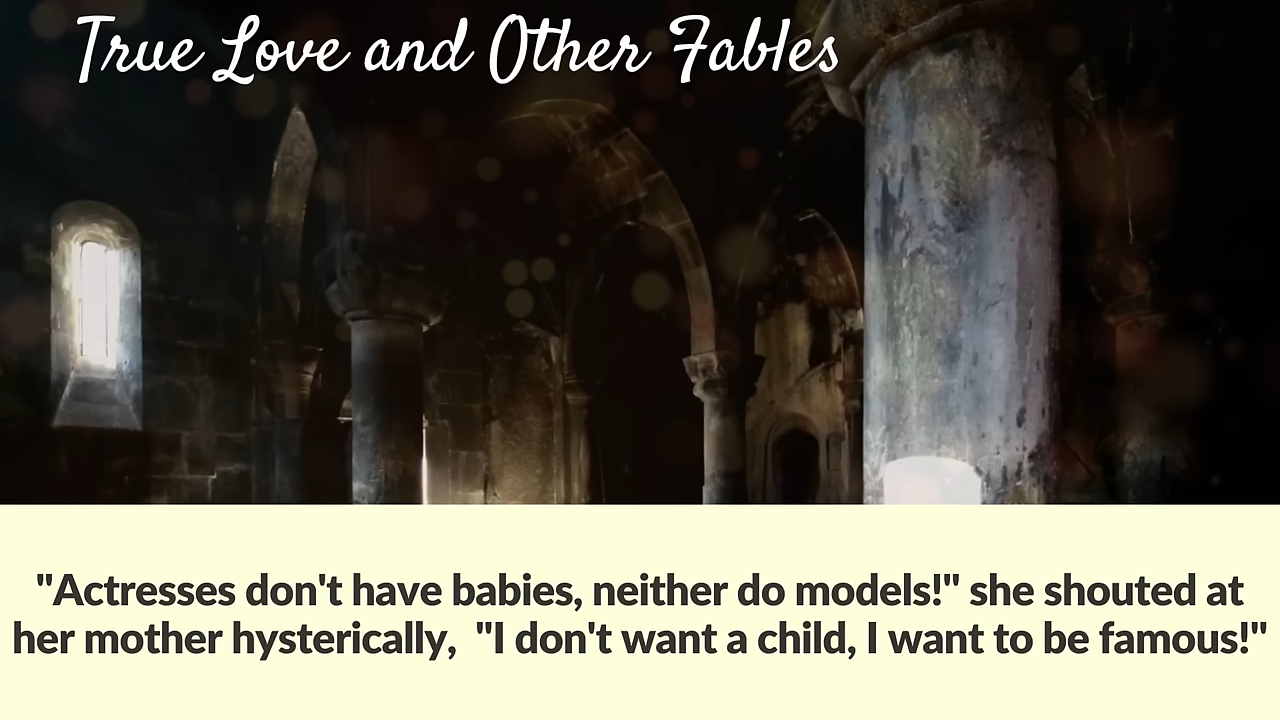 True Love and Other Fables
"Actresses don't have babies, neither do models!" she shouted at
her mother hysterically,  "I don't want a child, I want to be famous!"